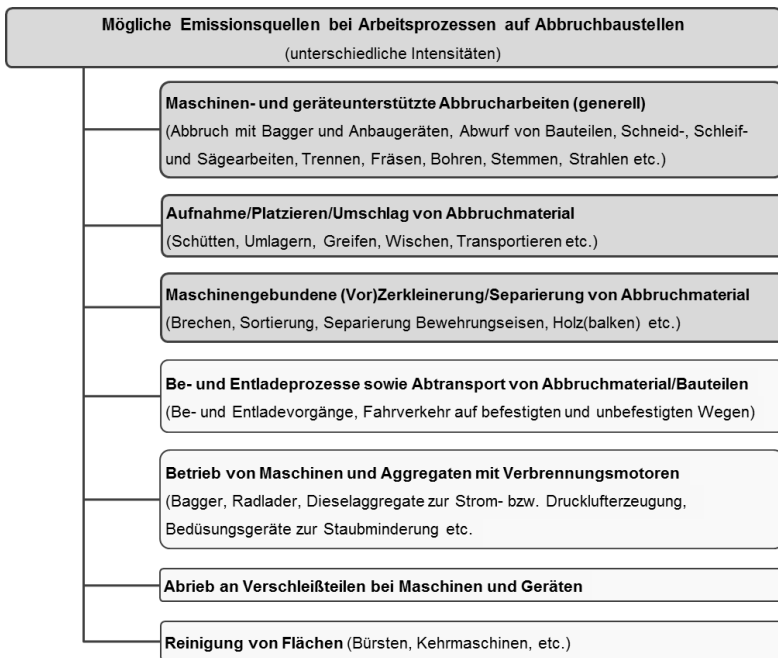 Mögliche Emissionsquellen bei Arbeitsprozessen auf Abbruchbaustellen
(unterschiedliche Intensitäten)
Maschinen- und geräteunterstützte Abbrucharbeiten (generell)
(Abbruch mit Bagger und Anbaugeräten, Abwurf von Bauteilen, Schneid-, Schleif-
und Sägearbeiten, Trennen, Fräsen, Bohren, Stemmen, Strahlen etc.)
Aufnahme/Platzieren/Umschlag von Abbruchmaterial
(Schütten, Umlagern, Greifen, Wischen, Transportieren etc.)
Maschinengebundene (Vor)Zerkleinerung/Separierung von Abbruchmaterial
(Brechen, Sortierung, Separierung Bewehrungseisen, Holz(balken) etc.)
Be- und Entladeprozesse sowie Abtransport von Abbruchmaterial/Bauteilen
(Be- und Entladevorgänge, Fahrverkehr auf befestigten und unbefestigten Wegen)
Betrieb von Maschinen und Aggregaten mit Verbrennungsmotoren
(Bagger, Radlader, Dieselaggregate zur Strom- bzw. Drucklufterzeugung,
Bedüsungsgeräte zur Staubminderung etc.
Abrieb an Verschleißteilen bei Maschinen und Geräten
Reinigung von Flächen (Bürsten, Kehrmaschinen, etc.)